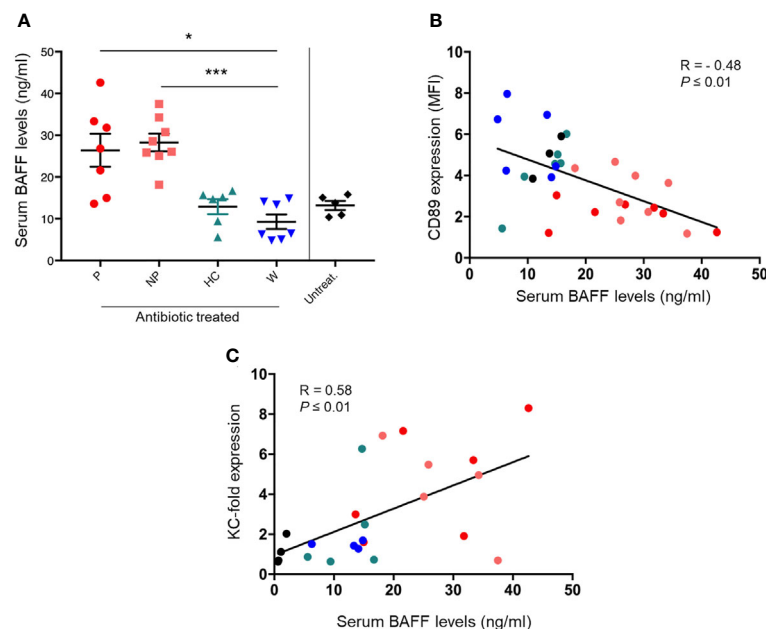 A
*
***
Serum BAFF levels (ng/ml)
50
40
30
20
10
0
P
NP
HC
W
Untreat.
Antibiotic treated
B
R = - 0.48
P ≤ 0.01
CD89 expression (MFI)
10
8
6
4
2
0
0 10 20 30 40 50
Serum BAFF levels (ng/ml)
C
R = 0.58
P ≤ 0.01
KC-fold expression
10
8
6
4
2
0
0 10 20 30 40 50
Serum BAFF levels (ng/ml)